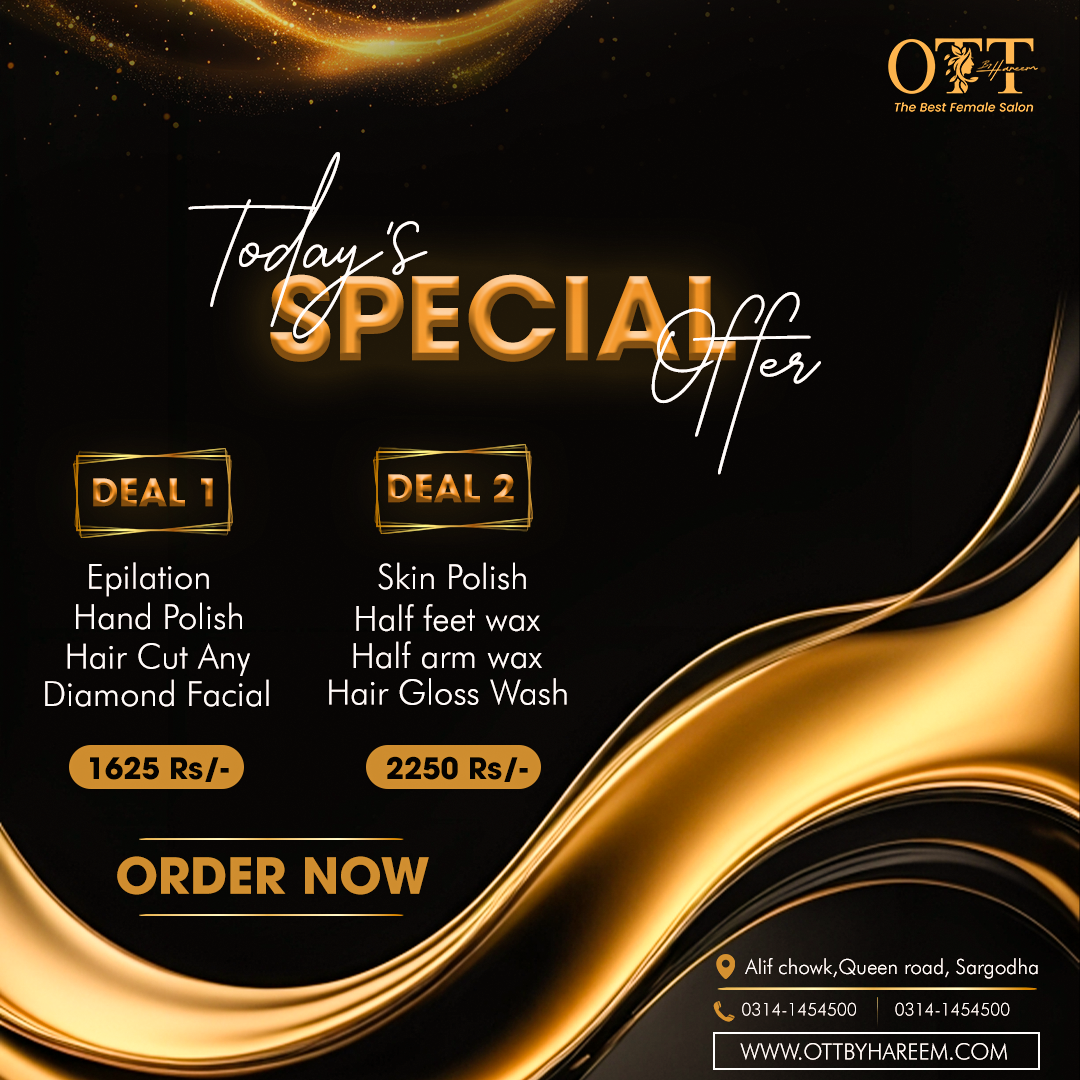 OTT
By Hareem
The Best Female Salon
Today's
SPECIAL
Offer
DEAL 1
Epilation
Hand Polish
Hair Cut Any
Diamond Facial
1625 Rs/-
DEAL 2
Skin Polish
Half feet wax
Half arm wax
Hair Gloss Wash
2250 Rs/-
ORDER NOW
Alif chowk,Queen road, Sargodha
0314-1454500 | 0314-1454500
WWW.OTTBYHAREEM.COM